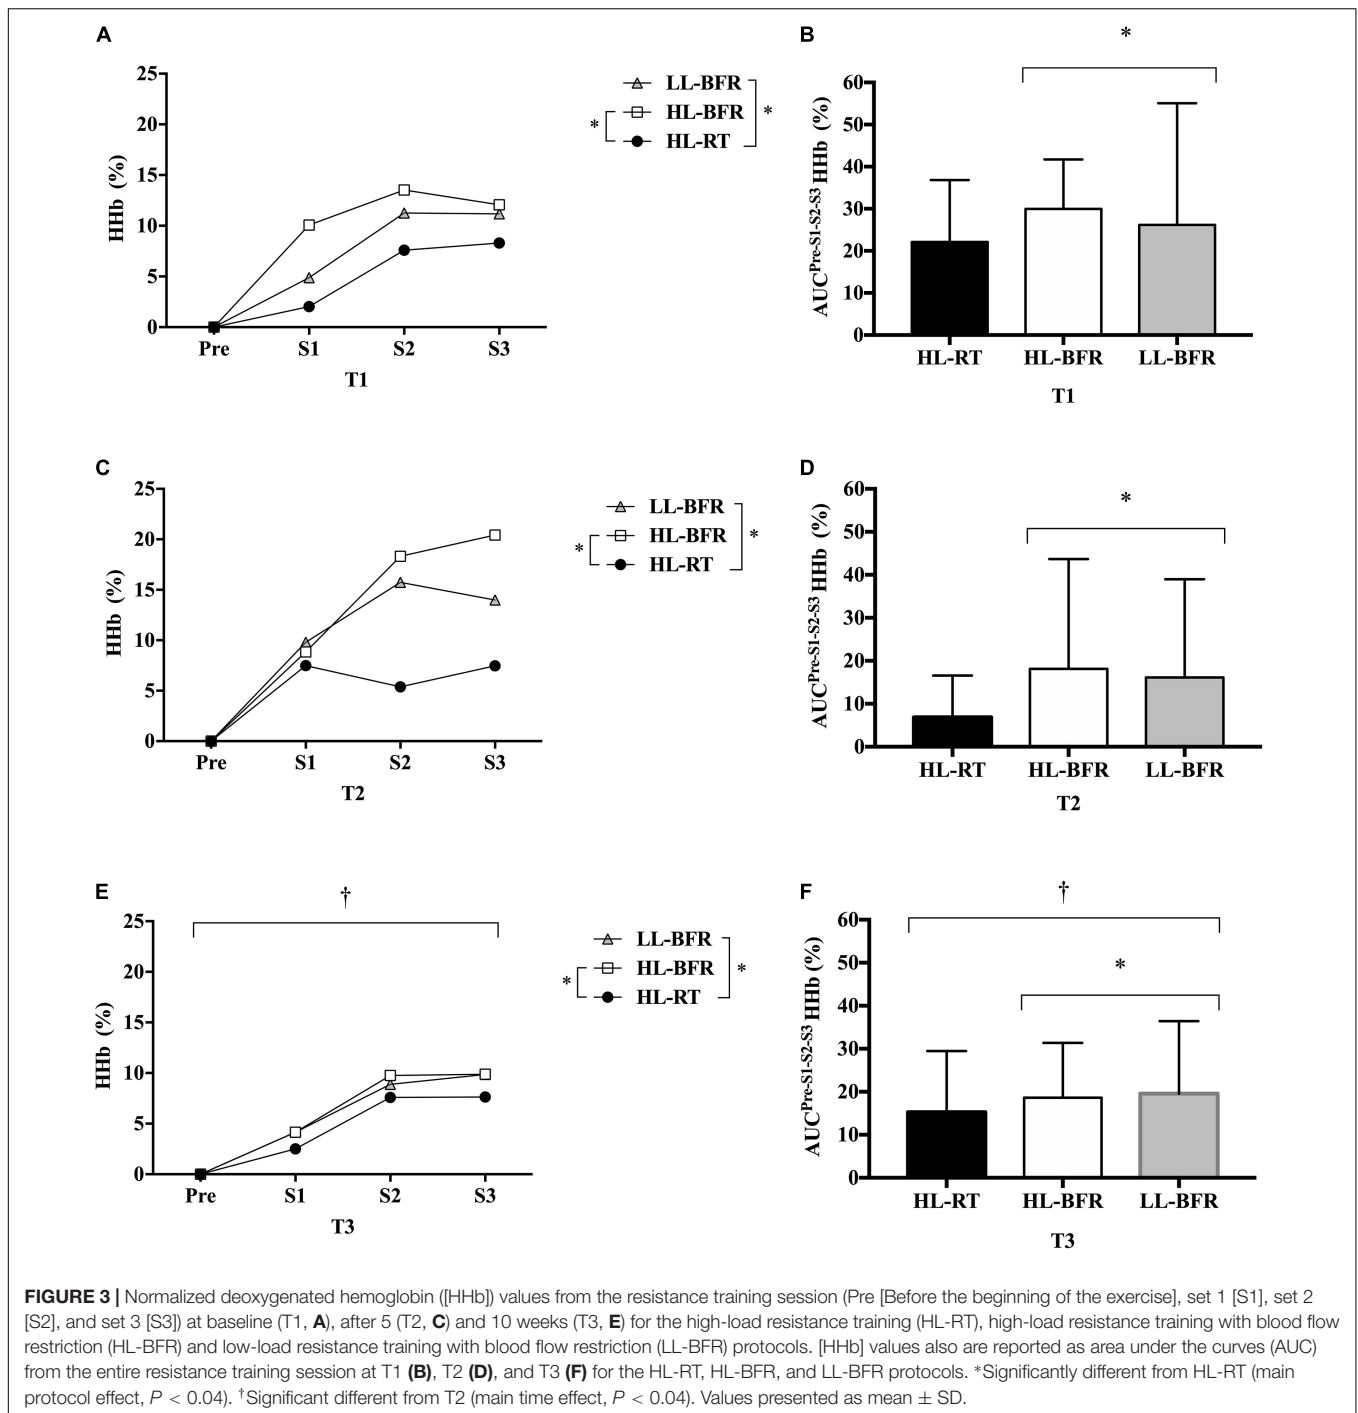 A
25
20
15
10
5
0
HHb (%)
Pre S1 S2 S3
T1
LL-BFR
HL-BFR
HL-RT
* *
B
*
60
50
40
30
20
10
0
AUCPre-S1-S2-S3 HHb (%)
HL-RT HL-BFR LL-BFR
T1
C
25
20
15
10
5
0
HHb (%)
Pre S1 S2 S3
T2
LL-BFR
HL-BFR
HL-RT
* *
D
*
60
50
40
30
20
10
0
AUCPre-S1-S2-S3 HHb (%)
HL-RT HL-BFR LL-BFR
T2
E
†
25
20
15
10
5
0
HHb (%)
Pre S1 S2 S3
T3
LL-BFR
HL-BFR
HL-RT
* *
F
†
*
60
50
40
30
20
10
0
AUCPre-S1-S2-S3 HHb (%)
HL-RT HL-BFR LL-BFR
T3
FIGURE 3 | Normalized deoxygenated hemoglobin ([HHb]) values from the resistance training session (Pre [Before the beginning of the exercise], set 1 [S1], set 2
[S2], and set 3 [S3]) at baseline (T1, A), after 5 (T2, C) and 10 weeks (T3, E) for the high-load resistance training (HL-RT), high-load resistance training with blood flow
restriction (HL-BFR) and low-load resistance training with blood flow restriction (LL-BFR) protocols. [HHb] values also are reported as area under the curves (AUC)
from the entire resistance training session at T1 (B), T2 (D), and T3 (F) for the HL-RT, HL-BFR, and LL-BFR protocols. *Significantly different from HL-RT (main
protocol effect, P < 0.04). †Significant different from T2 (main time effect, P < 0.04). Values presented as mean ± SD.